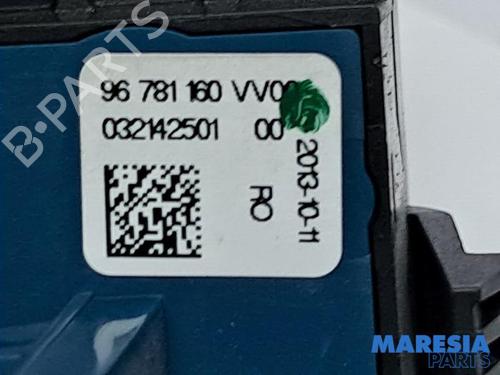 96 781 160 VV0
032142501 00
2013-10-11
RO
B-PARTS
MARESIA
PARTS